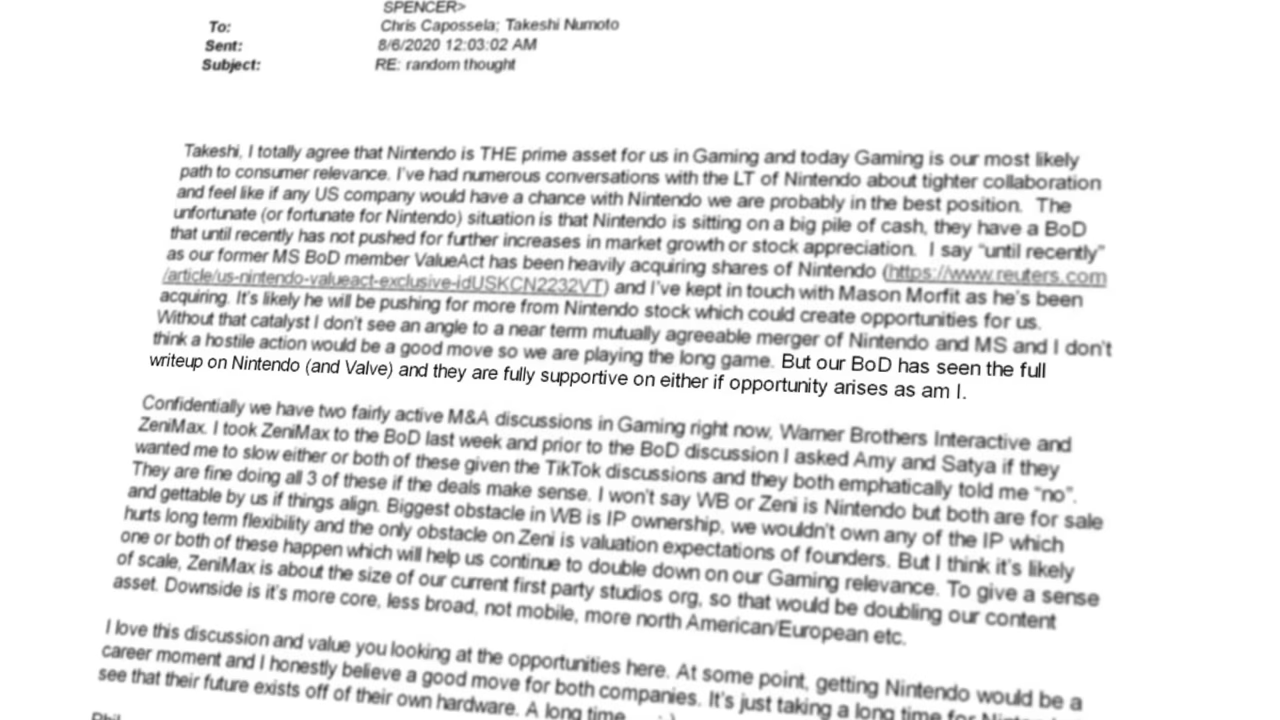 SPENCER>
To: Chris Capossela; Takeshi Numoto
Sent: 8/6/2020 12:03:02 AM
Subject: RE: random thought
Takeshi, I totally agree that Nintendo is THE prime asset for us in Gaming and today Gaming is our most likely
path to consumer relevance. I've had numerous conversations with the LT of Nintendo about tighter collaboration
and feel like if any US company would have a chance with Nintendo we are probably in the best position. The
unfortunate (or fortunate for Nintendo) situation is that Nintendo is sitting on a big pile of cash, they have a BoD
that until recently has not pushed for further increases in market growth or stock appreciation. I say "until recently"
as our former MS BoD member ValueAct has been heavily acquiring shares of Nintendo (https://www.reuters.com
/article/us-nintendo-valueact-exclusive-idUSKCN2232VT) and I've kept in touch with Mason Morfit as he's been
acquiring. It's likely he will be pushing for more from Nintendo stock which could create opportunities for us.
Without that catalyst I don't see an angle to a near term mutually agreeable merger of Nintendo and MS and I don't
think a hostile action would be a good move so we are playing the long game. But our BoD has seen the full
writeup on Nintendo (and Valve) and they are fully supportive on either if opportunity arises as am I.
Confidentially we have two fairly active M&A discussions in Gaming right now, Warner Brothers Interactive and
ZeniMax. I took ZeniMax to the BoD last week and prior to the BoD discussion I asked Amy and Satya if they
wanted me to slow either or both of these given the TikTok discussions and they both emphatically told me "no".
They are fine doing all 3 of these if the deals make sense. I won't say WB or Zeni is Nintendo but both are for sale
and gettable by us if things align. Biggest obstacle in WB is IP ownership, we wouldn't own any of the IP which
hurts long term flexibility and the only obstacle on Zeni is valuation expectations of founders. But I think it's likely
one or both of these happen which will help us continue to double down on our Gaming relevance. To give a sense
of scale, ZeniMax is about the size of our current first party studios org, so that would be doubling our content
asset. Downside is it's more core, less broad, not mobile, more north American/European etc.
I love this discussion and value you looking at the opportunities here. At some point, getting Nintendo would be a
career moment and I honestly believe a good move for both companies. It's just taking a long time for
see that their future exists off of their own hardware. A long time